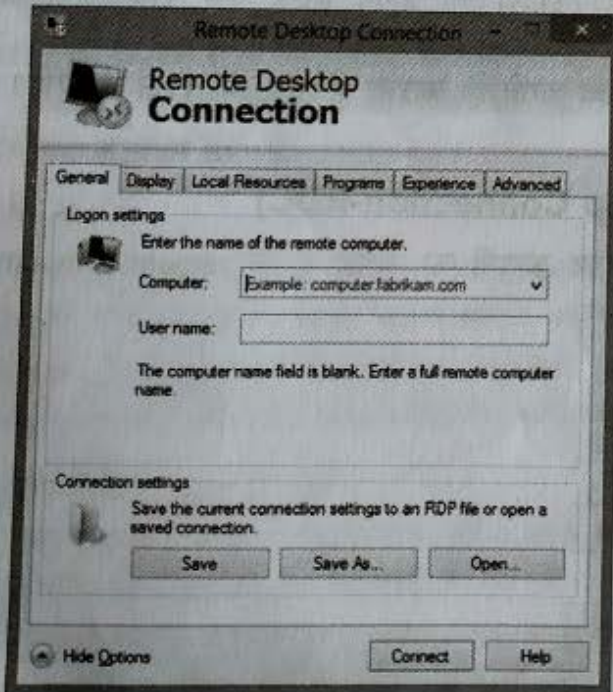 Remote Desktop Connection
Remote Desktop
Connection
General Display Local Resources Programs Experience Advanced
Logon settings
Enter the name of the remote computer.
Computer: Example: computer.fabrikam.com
User name:
The computer name field is blank. Enter a full remote computer
name.
Connection settings
Save the current connection settings to an RDP file or open a
saved connection.
Save Save As... Open...
Hide Options Connect Help